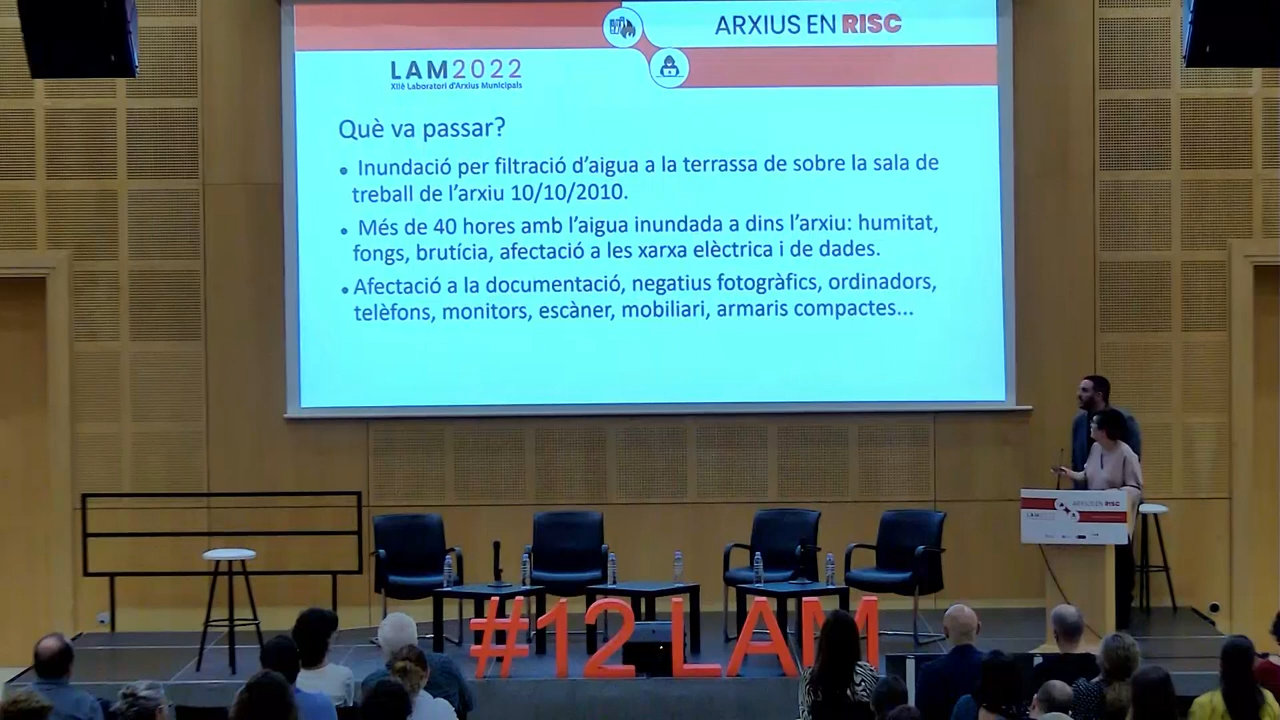 ARXIUS EN RISC
LAM2022
XIIè Laboratori d'Arxius Municipals
Què va passar?
• Inundació per filtració d'aigua a la terrassa de sobre la sala de
treball de l'arxiu 10/10/2010.
• Més de 40 hores amb l'aigua inundada a dins l'arxiu: humitat,
fongs, brutícia, afectació a les xarxa elèctrica i de dades.
• Afectació a la documentació, negatius fotogràfics, ordinadors,
telèfons, monitors, escàner, mobiliari, armaris compactes...
ARXIUS EN RISC
LAM
#12 LAM